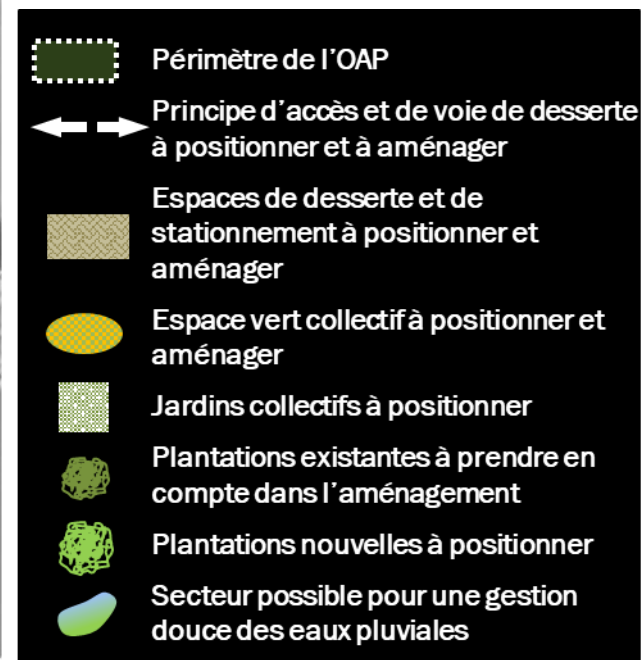 Périmètre de l'OAP
Principe d'accès et de voie de desserte
à positionner et à aménager
Espaces de desserte et de
stationnement à positionner et
aménager
Espace vert collectif à positionner et
aménager
Jardins collectifs à positionner
Plantations existantes à prendre en
compte dans l'aménagement
Plantations nouvelles à positionner
Secteur possible pour une gestion
douce des eaux pluviales